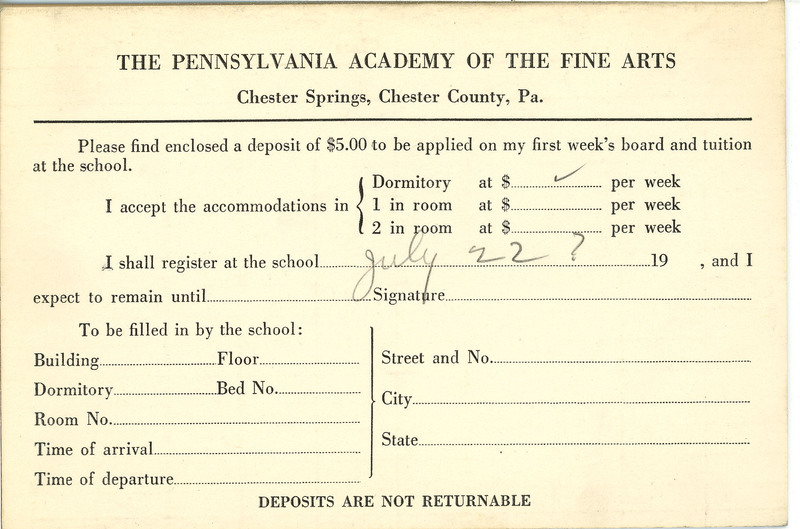 THE PENNSYLVANIA ACADEMY OF THE FINE ARTS
Chester Springs, Chester County, Pa.
Please find enclosed a deposit of $5.00 to be applied on my first week's board and tuition
at the school.
I accept the accommodations in { Dormitory at $ ✓ per week
1 in room at $ per week
2 in room at $ per week
I shall register at the school July 22 ? 19 , and I
expect to remain until Signature
To be filled in by the school:
Building Floor
Dormitory Bed No.
Room No.
Time of arrival
Time of departure
Street and No.
City
State
DEPOSITS ARE NOT RETURNABLE